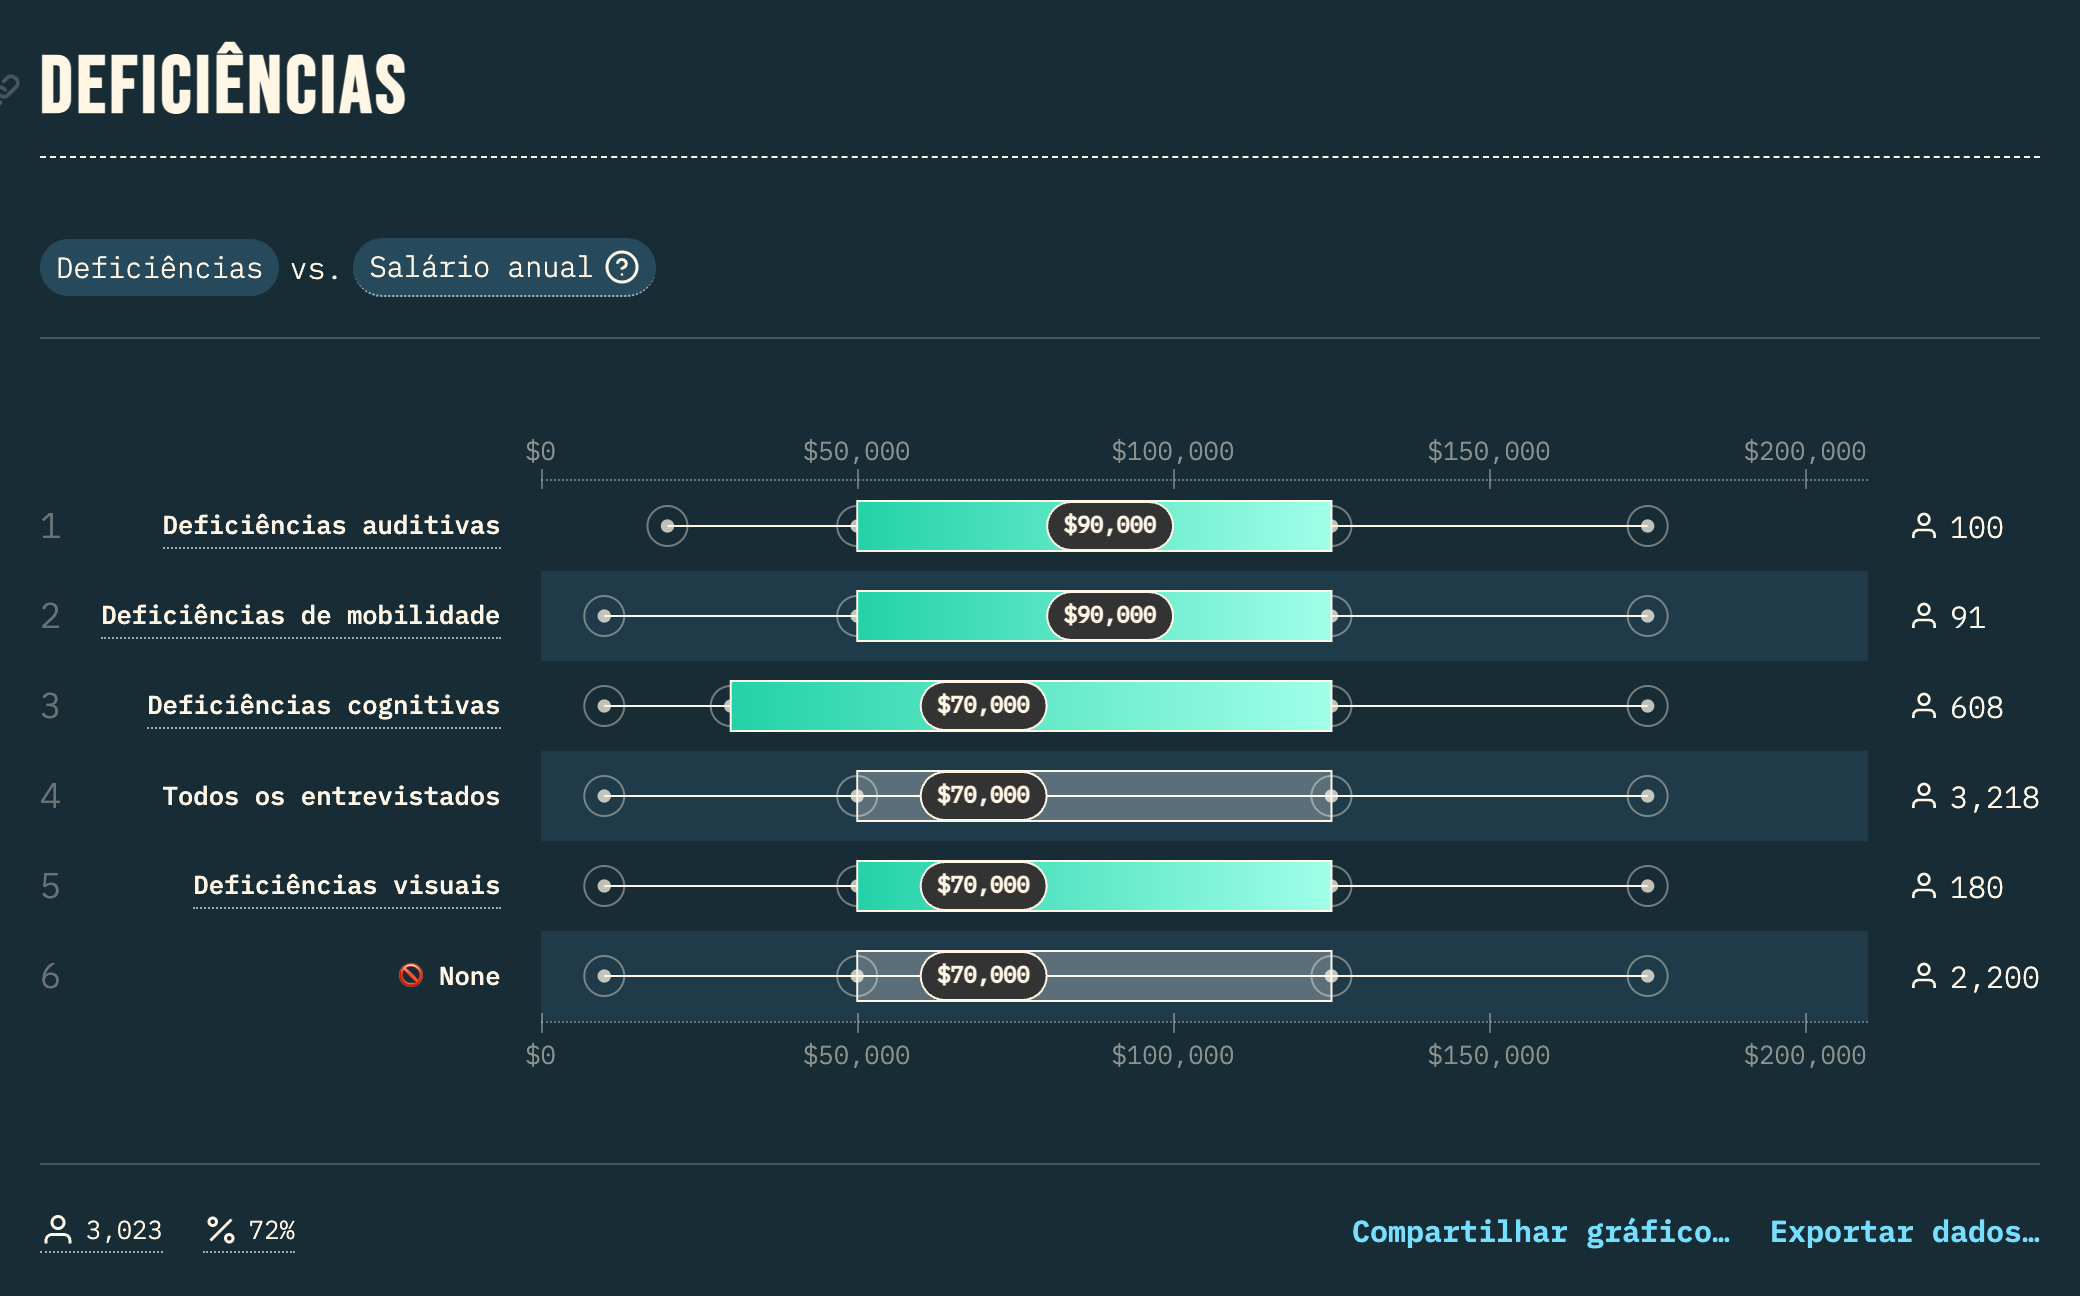 DEFICIÊNCIAS
Deficiências vs. Salário anual
$0 $50,000 $100,000 $150,000 $200,000
1 Deficiências auditivas $90,000 100
2 Deficiências de mobilidade $90,000 91
3 Deficiências cognitivas $70,000 608
4 Todos os entrevistados $70,000 3,218
5 Deficiências visuais $70,000 180
6 🚫 None $70,000 2,200
$0 $50,000 $100,000 $150,000 $200,000
3,023 72% Compartilhar gráfico… Exportar dados…